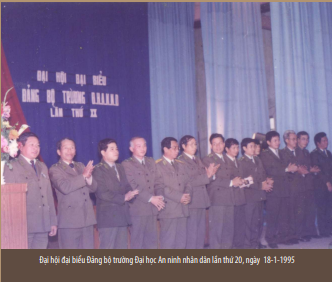 ĐẠI HỘI ĐẠI BIỂU
ĐẢNG BỘ TRƯỜNG Đ.H.A.N.N.D
LẦN THỨ XX
Đại hội đại biểu Đảng bộ trường Đại học An ninh nhân dân lần thứ 20, ngày 18-1-1995